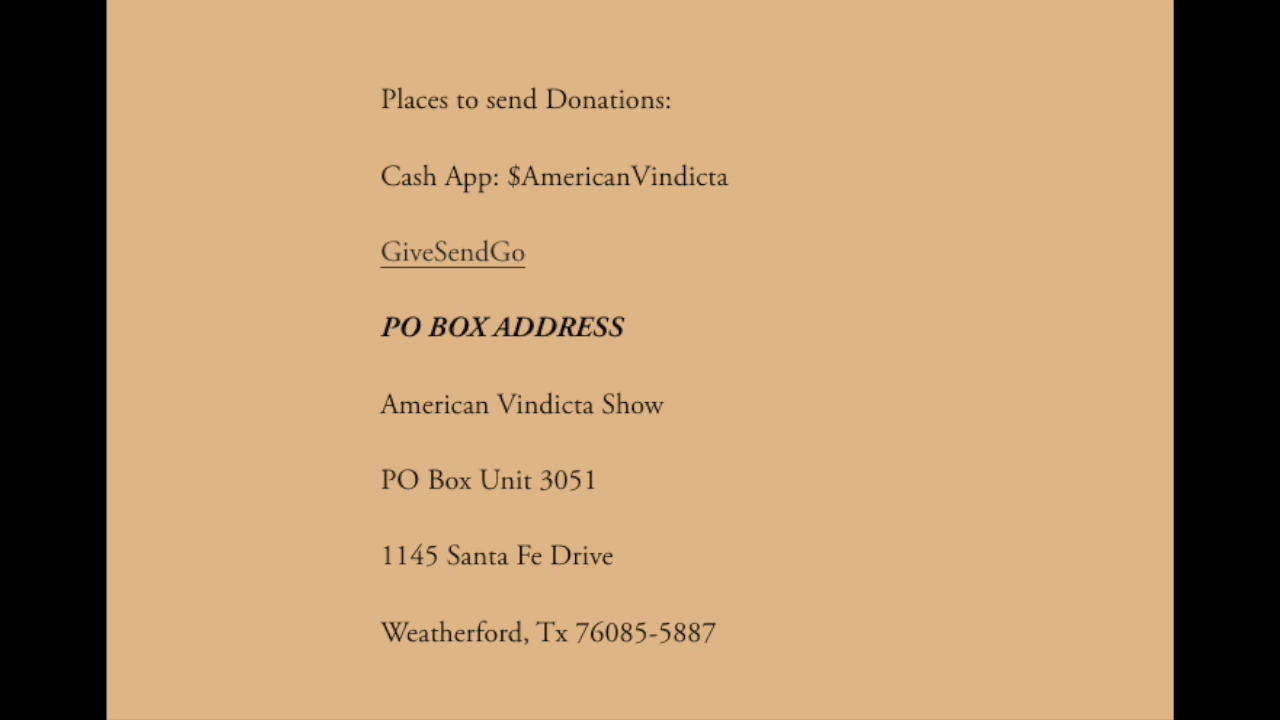 Places to send Donations:
Cash App: $AmericanVindicta
GiveSendGo
PO BOX ADDRESS
American Vindicta Show
PO Box Unit 3051
1145 Santa Fe Drive
Weatherford, Tx 76085-5887